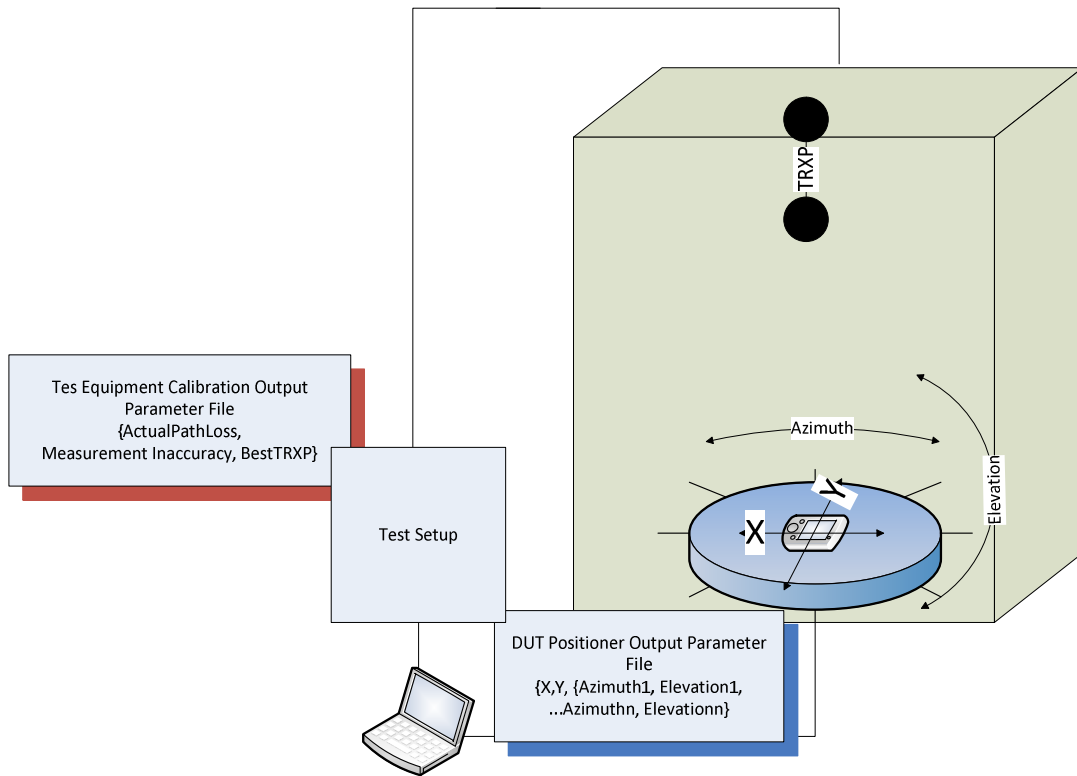 TRXP
Tes Equipment Calibration Output
Parameter File
{ActualPathLoss,
Measurement Inaccuracy, BestTRXP}
Azimuth
Elevation
Y
X
Test Setup
DUT Positioner Output Parameter
File
{X,Y, {Azimuth1, Elevation1,
...Azimuthn, Elevationn}